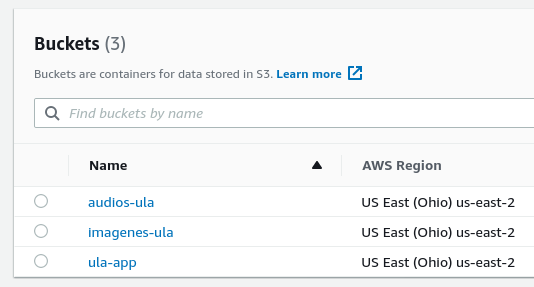 Buckets (3)
Buckets are containers for data stored in S3. Learn more
Find buckets by name
Name AWS Region
audios-ula US East (Ohio) us-east-2
imagenes-ula US East (Ohio) us-east-2
ula-app US East (Ohio) us-east-2